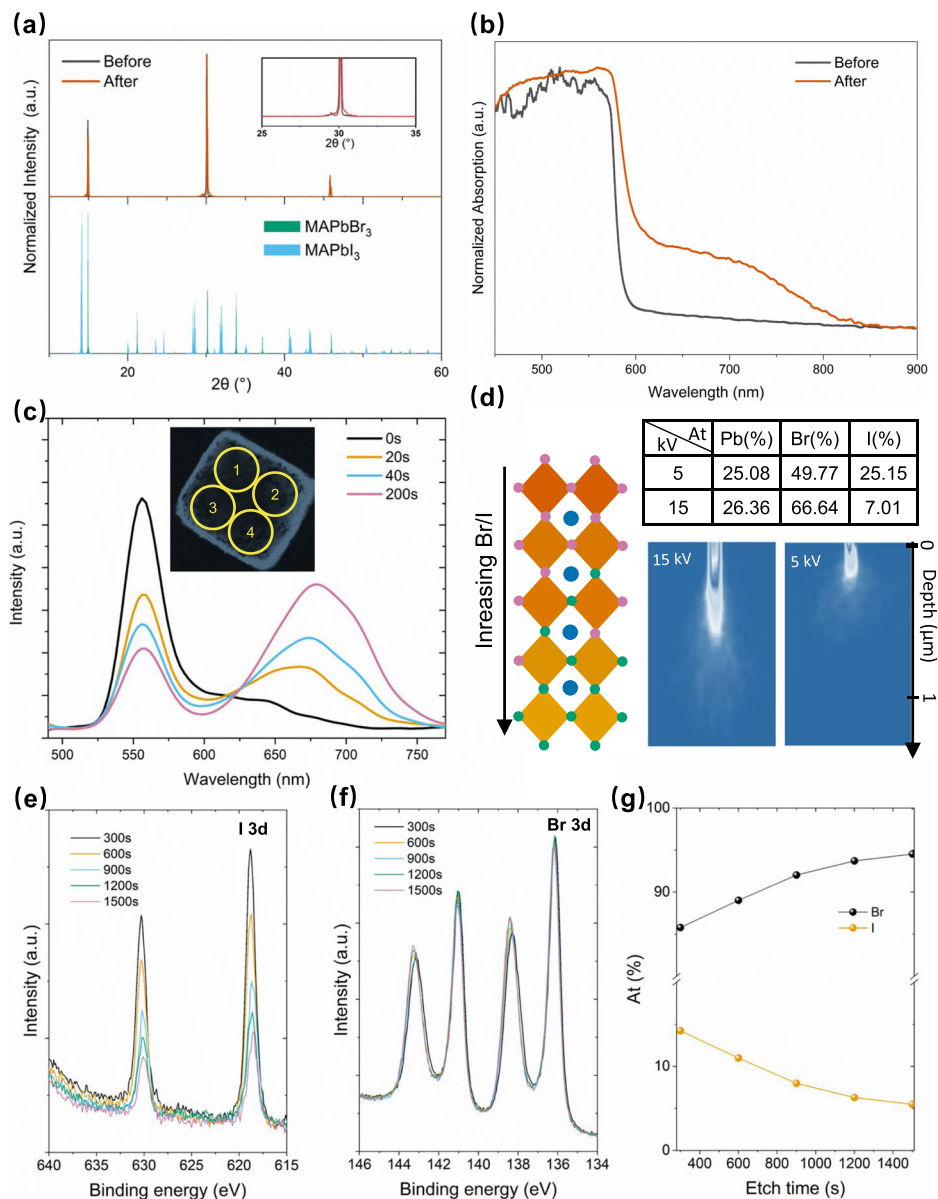 (a)
Normalized Intensity (a.u.)
Before
After
25 30 35
2θ (°)
MAPbBr₃
MAPbI₃
20 40 60
2θ (°)
(b)
Normalized Absorption (a.u.)
Before
After
500 600 700 800 900
Wavelength (nm)
(c)
Intensity (a.u.)
1
2
3
4
0s
20s
40s
200s
500 550 600 650 700 750
Wavelength (nm)
(d)
Inreasing Br/I
kV At Pb(%) Br(%) I(%)
5 25.08 49.77 25.15
15 26.36 66.64 7.01
15 kV
5 kV
0
Depth (μm)
1
(e)
Intensity (a.u.)
I 3d
300s
600s
900s
1200s
1500s
640 635 630 625 620 615
Binding energy (eV)
(f)
Intensity (a.u.)
Br 3d
300s
600s
900s
1200s
1500s
146 144 142 140 138 136 134
Binding energy (eV)
(g)
At (%)
100
90
10
0
Br
I
400 600 800 1000 1200 1400
Etch time (s)